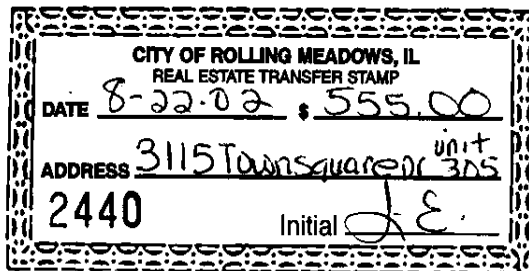 CITY OF ROLLING MEADOWS, IL
REAL ESTATE TRANSFER STAMP
DATE 8-22-02 $ 555.00
ADDRESS 3115 Townsquare Dr unit 305
2440 Initial J.E.